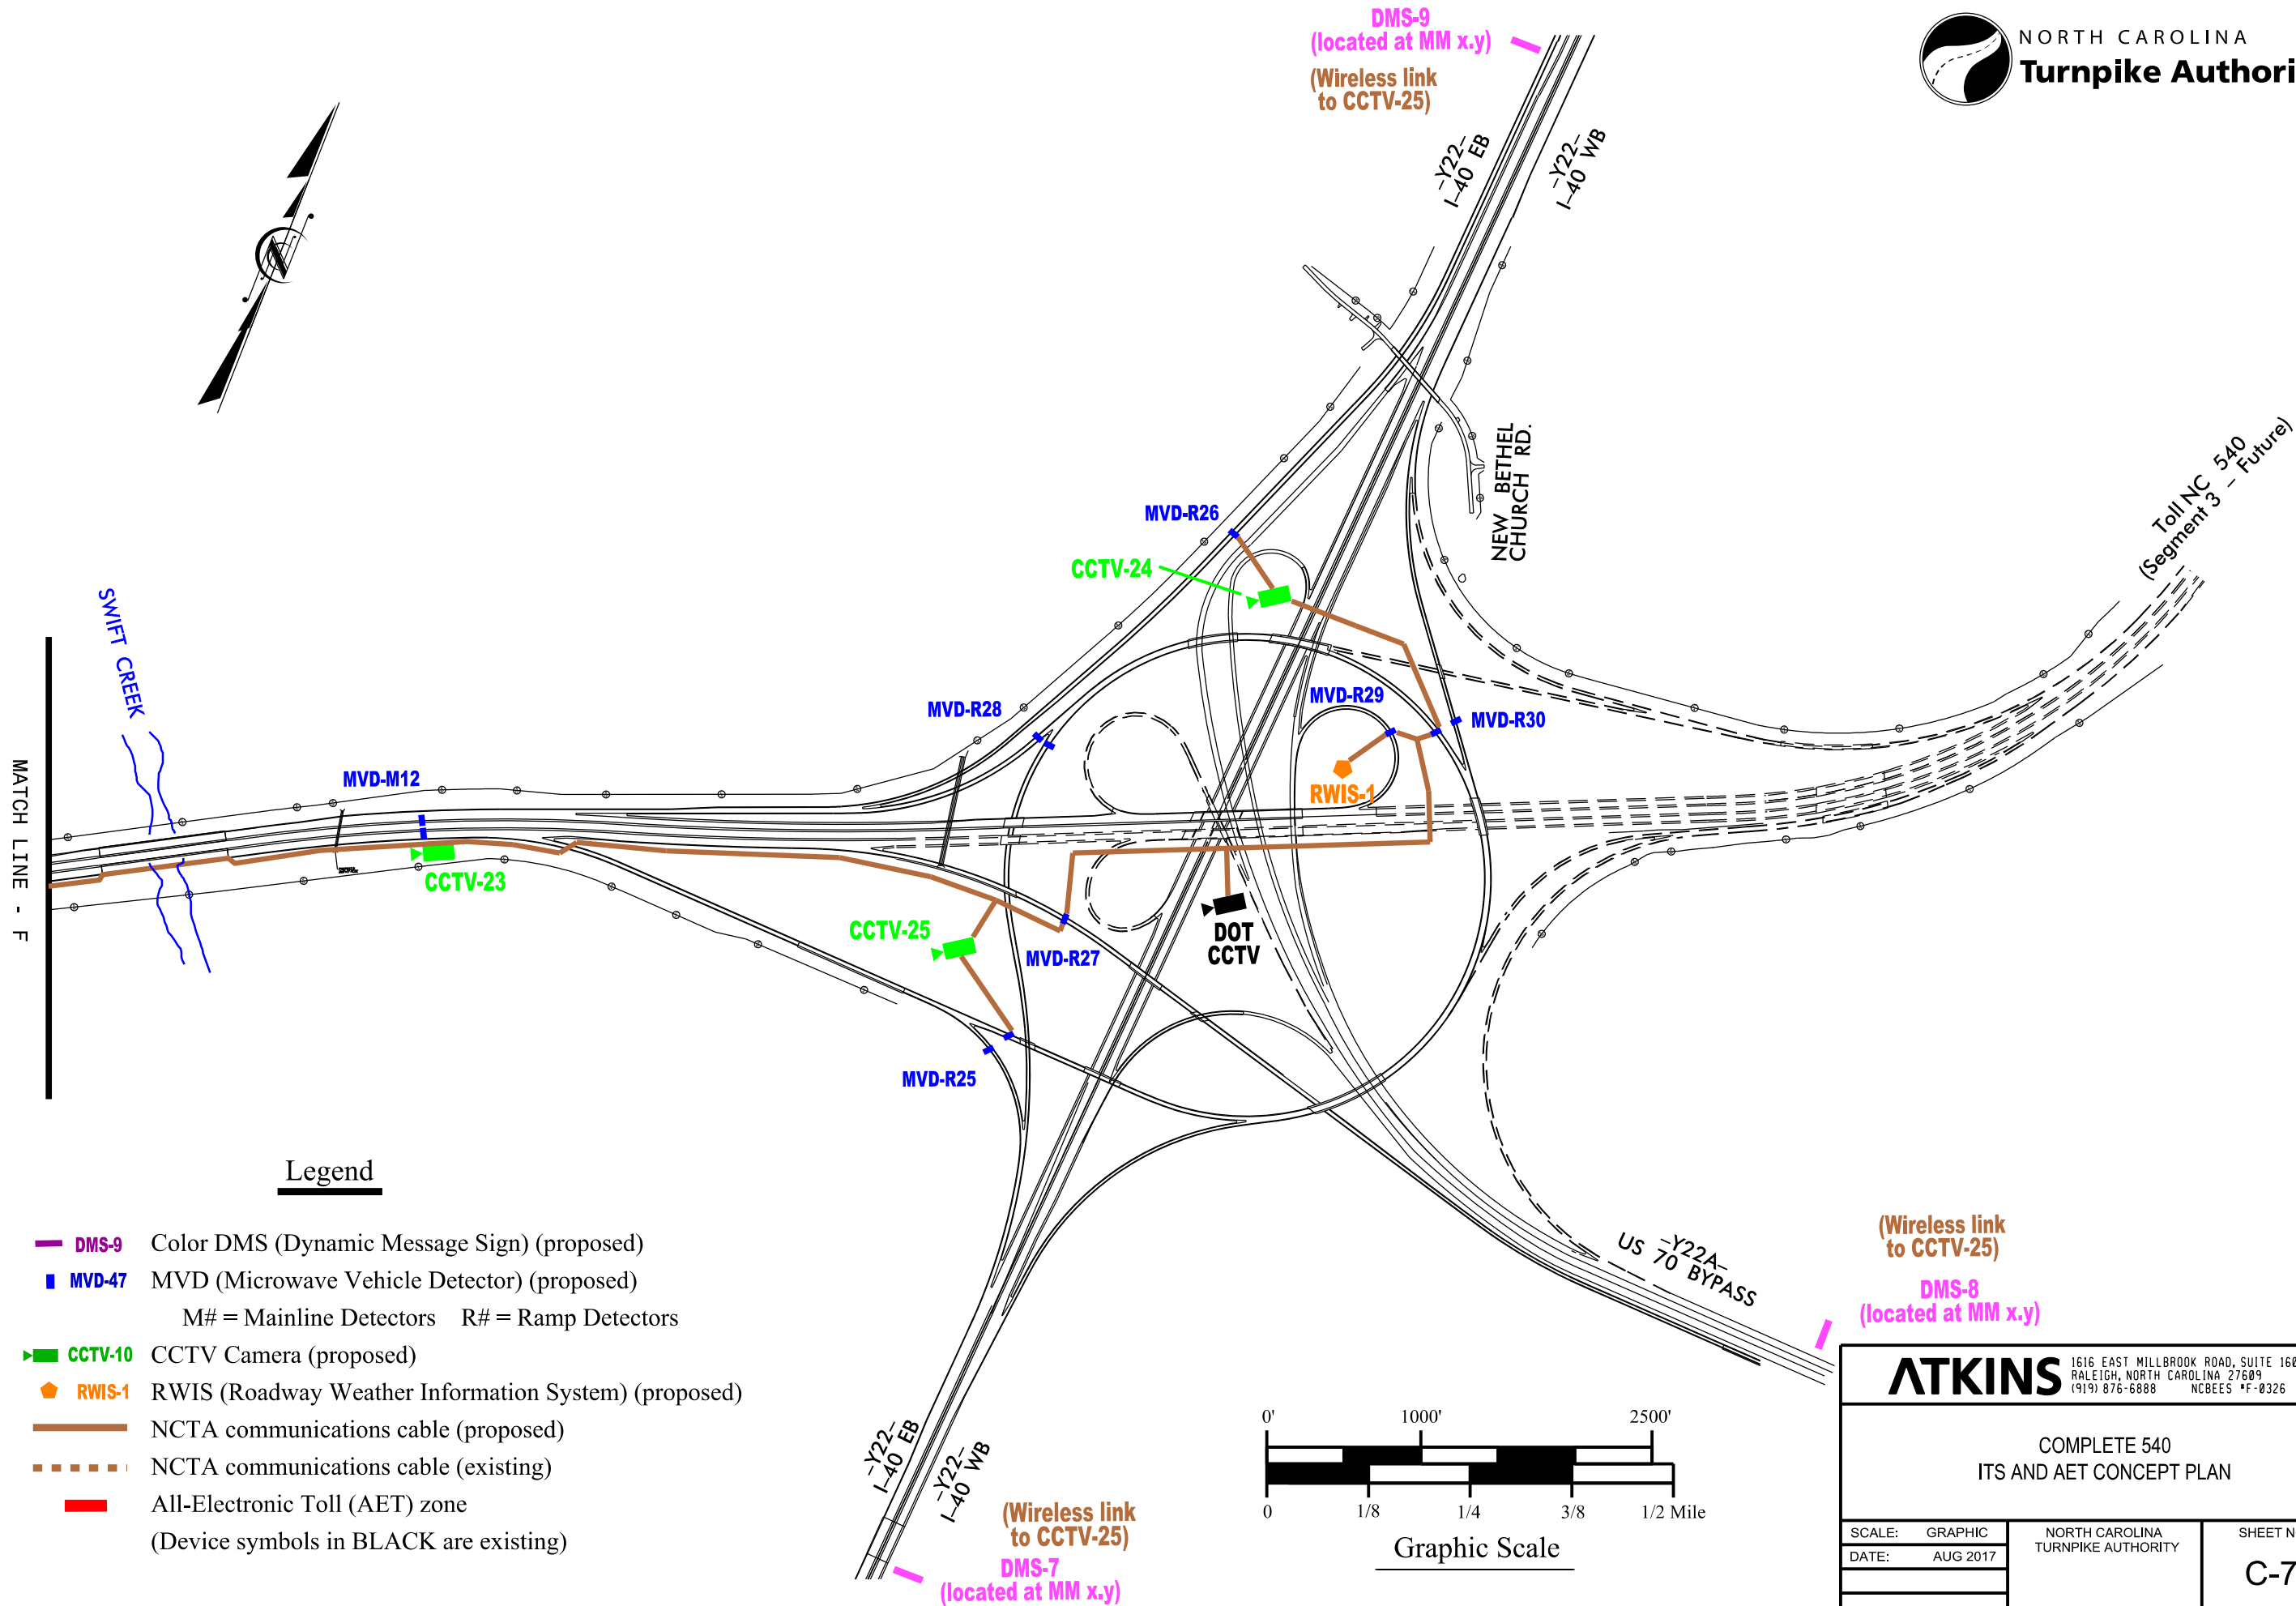 DMS-9
(located at MM x.y)
(Wireless link
to CCTV-25)
NORTH CAROLINA
Turnpike Authori
-Y22-
I-40 EB
-Y22-
I-40 WB
N
NEW BETHEL
CHURCH RD.
Toll NC 540
(Segment 3 - Future)
MVD-R26
CCTV-24
SWIFT CREEK
MATCH LINE - F
MVD-M12
CCTV-23
MVD-R28
MVD-R29
MVD-R30
RWIS-1
CCTV-25
MVD-R27
DOT
CCTV
MVD-R25
-Y22A-
US 70 BYPASS
(Wireless link
to CCTV-25)
DMS-8
(located at MM x.y)
-Y22-
I-40 EB
-Y22-
I-40 WB
(Wireless link
to CCTV-25)
DMS-7
(located at MM x.y)
Legend
DMS-9 Color DMS (Dynamic Message Sign) (proposed)
MVD-47 MVD (Microwave Vehicle Detector) (proposed)
M# = Mainline Detectors R# = Ramp Detectors
CCTV-10 CCTV Camera (proposed)
RWIS-1 RWIS (Roadway Weather Information System) (proposed)
NCTA communications cable (proposed)
NCTA communications cable (existing)
All-Electronic Toll (AET) zone
(Device symbols in BLACK are existing)
0' 1000' 2500'
0 1/8 1/4 3/8 1/2 Mile
Graphic Scale
ATKINS
1616 EAST MILLBROOK ROAD, SUITE 160
RALEIGH, NORTH CAROLINA 27609
(919) 876-6888 NCBEES #F-0326
COMPLETE 540
ITS AND AET CONCEPT PLAN
SCALE: GRAPHIC
DATE: AUG 2017
NORTH CAROLINA
TURNPIKE AUTHORITY
SHEET N
C-7